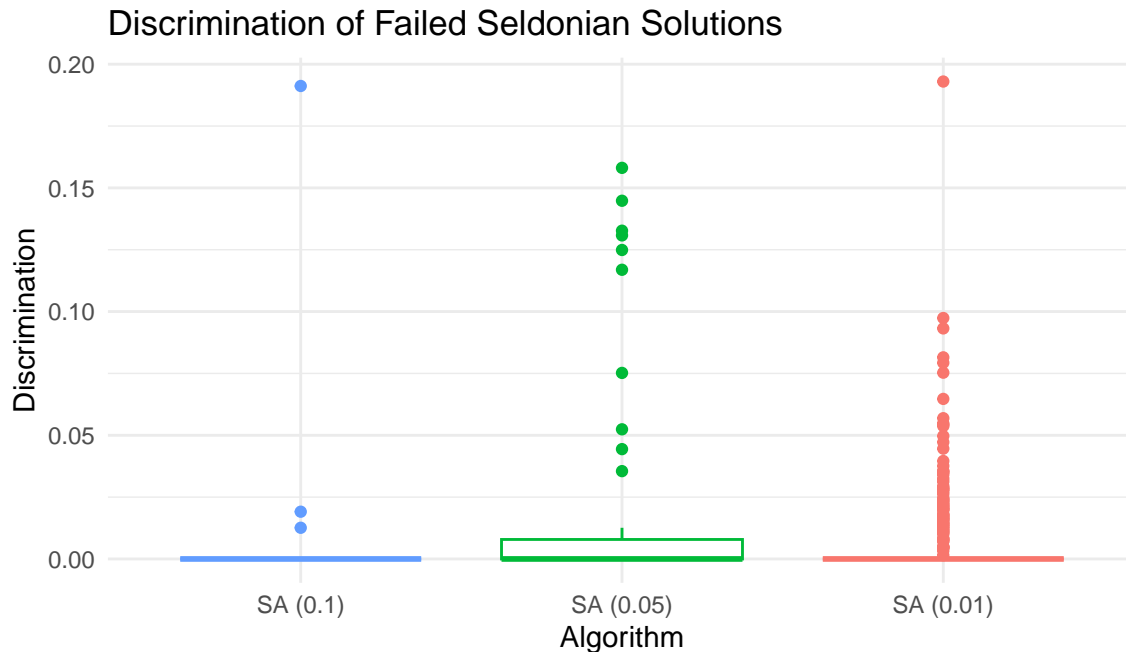 Discrimination of Failed Seldonian Solutions
0.20
0.15
0.10
0.05
0.00
Discrimination
SA (0.1) SA (0.05) SA (0.01)
Algorithm